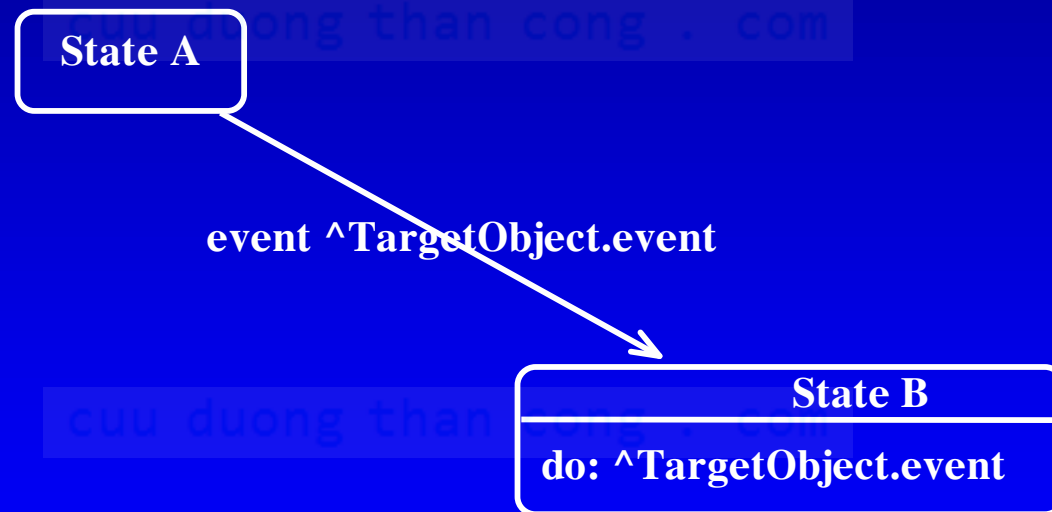 cuu duong than cong . com
State A
event ^TargetObject.event
State B
cuu duong than cong . com
do: ^TargetObject.event